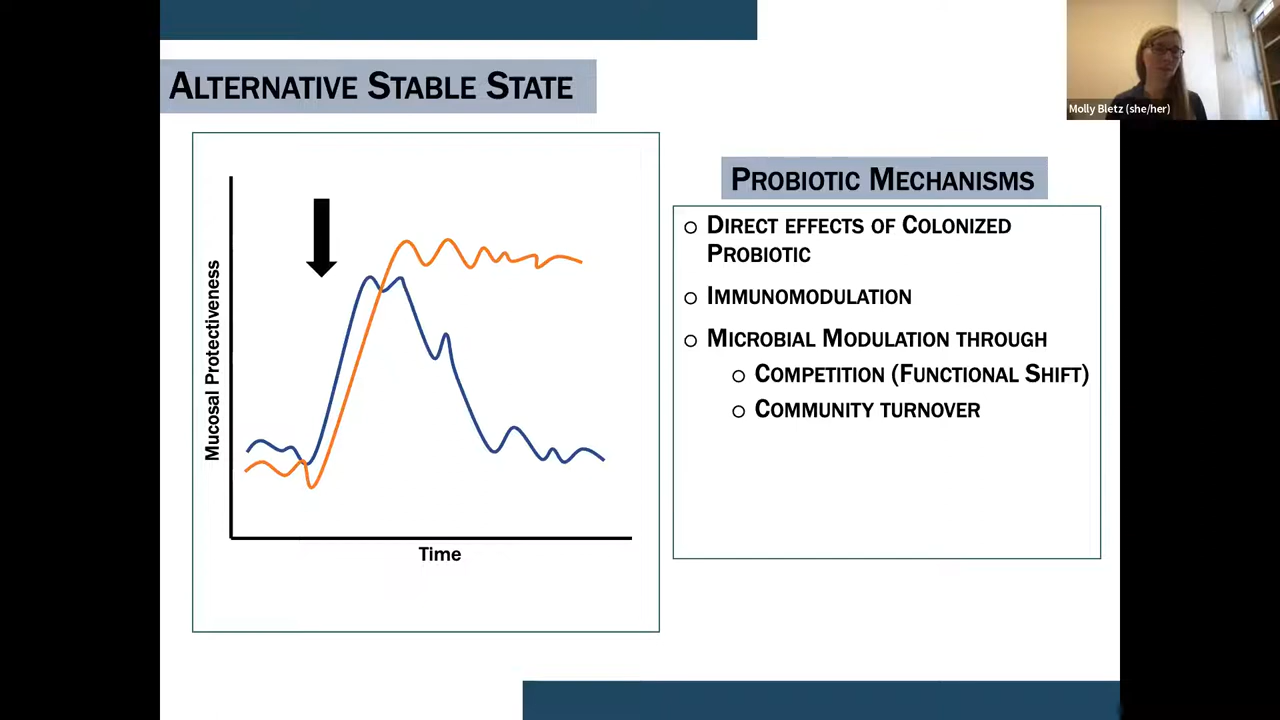 ALTERNATIVE STABLE STATE
Molly Bletz (she/her)
Mucosal Protectiveness
Time
PROBIOTIC MECHANISMS
DIRECT EFFECTS OF COLONIZED
PROBIOTIC
IMMUNOMODULATION
MICROBIAL MODULATION THROUGH
COMPETITION (FUNCTIONAL SHIFT)
COMMUNITY TURNOVER